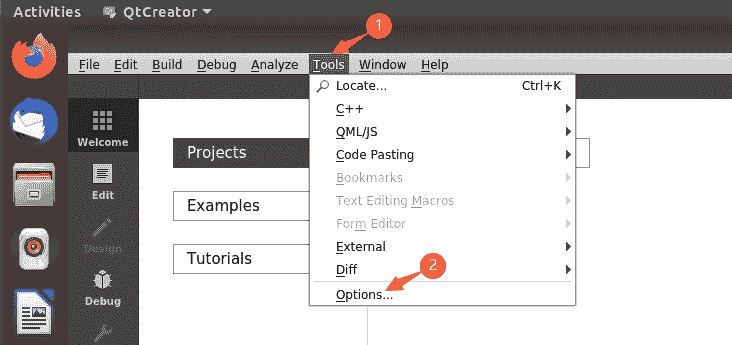 Activities QtCreator
1
File Edit Build Debug Analyze Tools Window Help
Locate... Ctrl+K
C++
Welcome
QML/JS
Projects
Code Pasting
Bookmarks
Edit
Text Editing Macros
Examples
Form Editor
Design
External
Tutorials
Diff
2
Options...
Debug